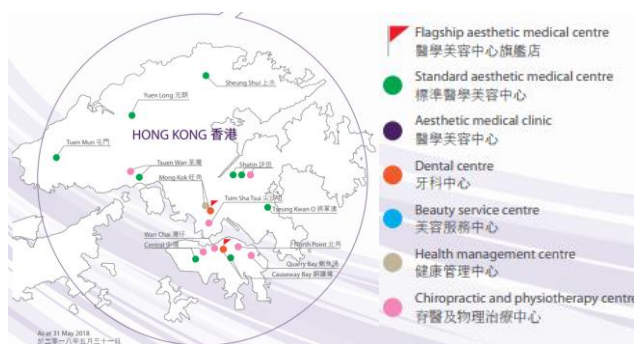 Sheung Shui 上水
Yuen Long 元朗
HONG KONG 香港
Tuen Mun 屯門
Tsuen Wan 荃灣
Shatin 沙田
Mong Kok 旺角
Tsim Sha Tsui
Tseung Kwan O 將軍澳
Wan Chai 灣仔
Central 中環
North Point 北角
Quarry Bay 鰂魚涌
Causeway Bay 銅鑼灣
As at 31 May 2018
於二零一八年五月三十一日
Flagship aesthetic medical centre
醫學美容中心旗艦店
Standard aesthetic medical centre
標準醫學美容中心
Aesthetic medical clinic
醫學美容中心
Dental centre
牙科中心
Beauty service centre
美容服務中心
Health management centre
健康管理中心
Chiropractic and physiotherapy centre
脊醫及物理治療中心